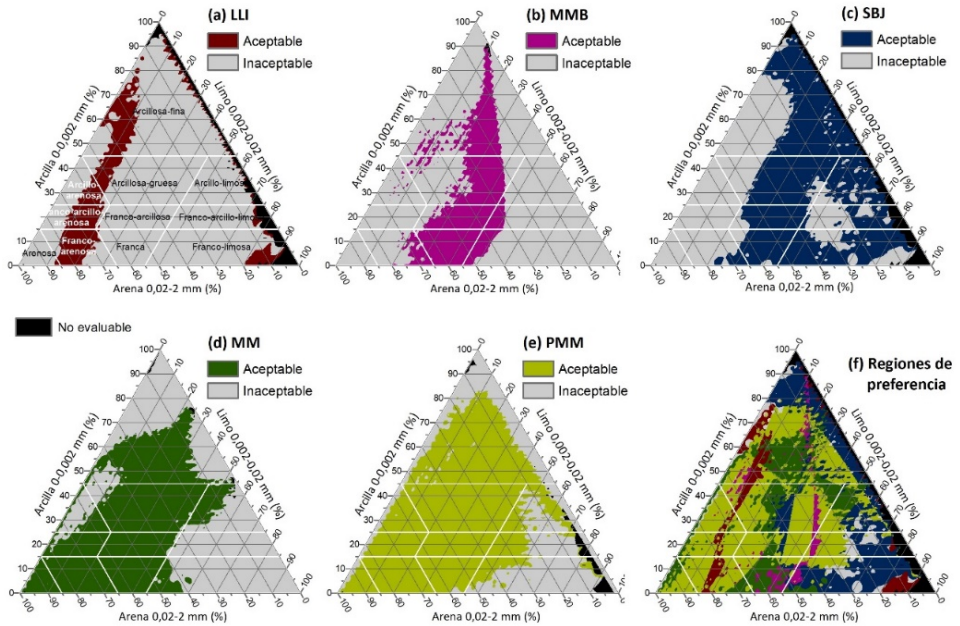 (a) LLI
Aceptable
Inaceptable
Arcilla 0-0,002 mm (%)
Limo 0.002-0.02 mm (%)
Arena 0,02-2 mm (%)
Arcillosa-fina
Arcillo-arenosa
Arcillosa-gruesa
Arcillo-limosa
Franco-arcillosa
Franco-arcillo-limo
Arenosa
Franco-arenosa
Franca
Franco-limosa
(b) MMB
Aceptable
Inaceptable
Arcilla 0-0,002 mm (%)
Limo 0.002-0.02 mm (%)
Arena 0,02-2 mm (%)
(c) SBJ
Aceptable
Inaceptable
Arcilla 0-0,002 mm (%)
Limo 0.002-0.02 mm (%)
Arena 0,02-2 mm (%)
No evaluable
(d) MM
Aceptable
Inaceptable
Arcilla 0-0,002 mm (%)
Limo 0.002-0.02 mm (%)
Arena 0,02-2 mm (%)
(e) PMM
Aceptable
Inaceptable
Arcilla 0-0,002 mm (%)
Limo 0.002-0.02 mm (%)
Arena 0,02-2 mm (%)
(f) Regiones de
preferencia
Arcilla 0-0,002 mm (%)
Limo 0.002-0.02 mm (%)
Arena 0,02-2 mm (%)